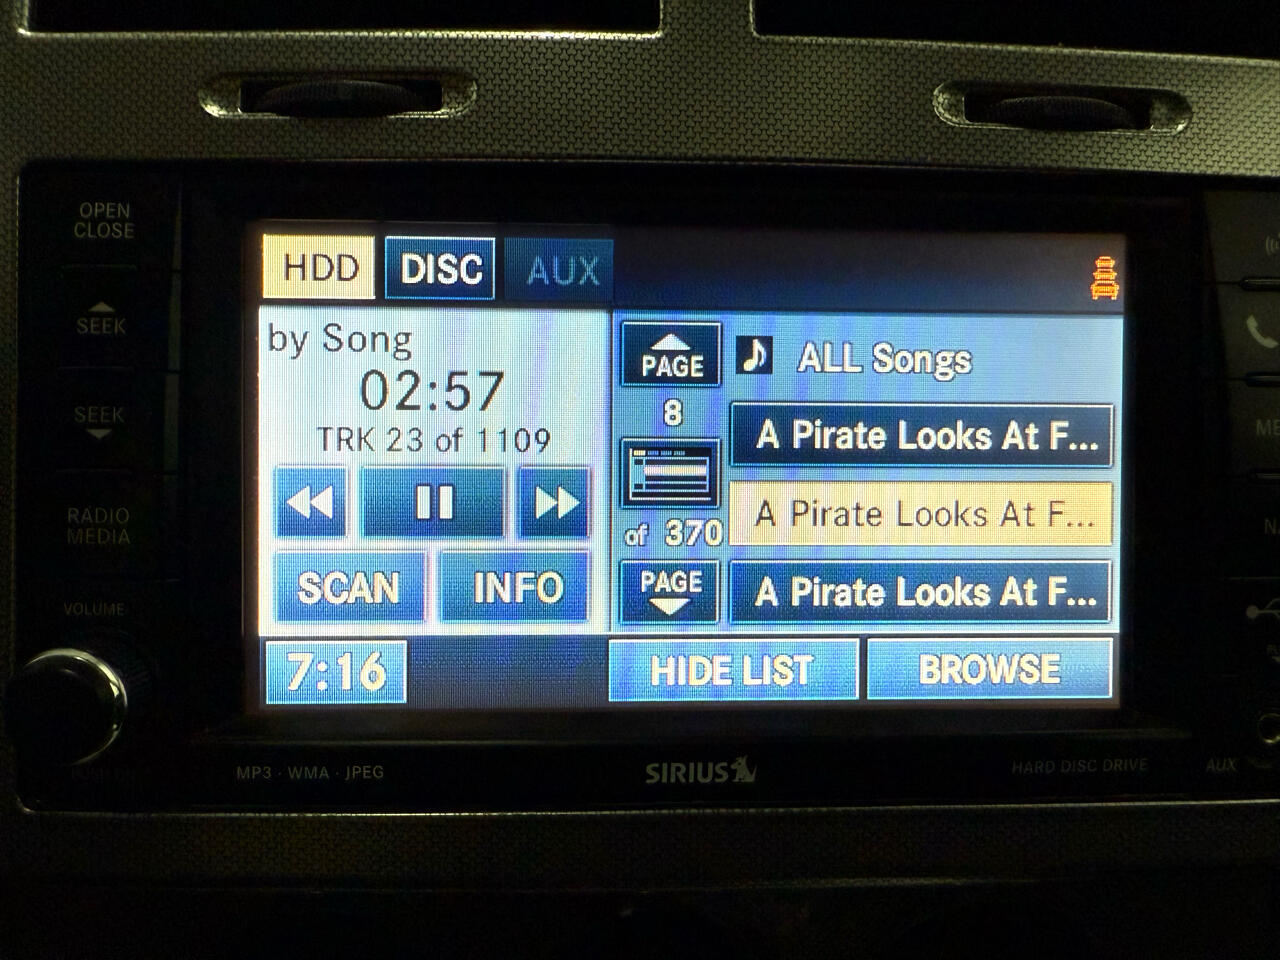 OPEN
CLOSE
SEEK
SEEK
RADIO
MEDIA
VOLUME
HDD
DISC
AUX
by Song
02:57
TRK 23 of 1109
SCAN
INFO
7:16
PAGE
8
of 370
PAGE
ALL Songs
A Pirate Looks At F...
A Pirate Looks At F...
A Pirate Looks At F...
HIDE LIST
BROWSE
MP3 · WMA · JPEG
SIRIUS
HARD DISC DRIVE
AUX